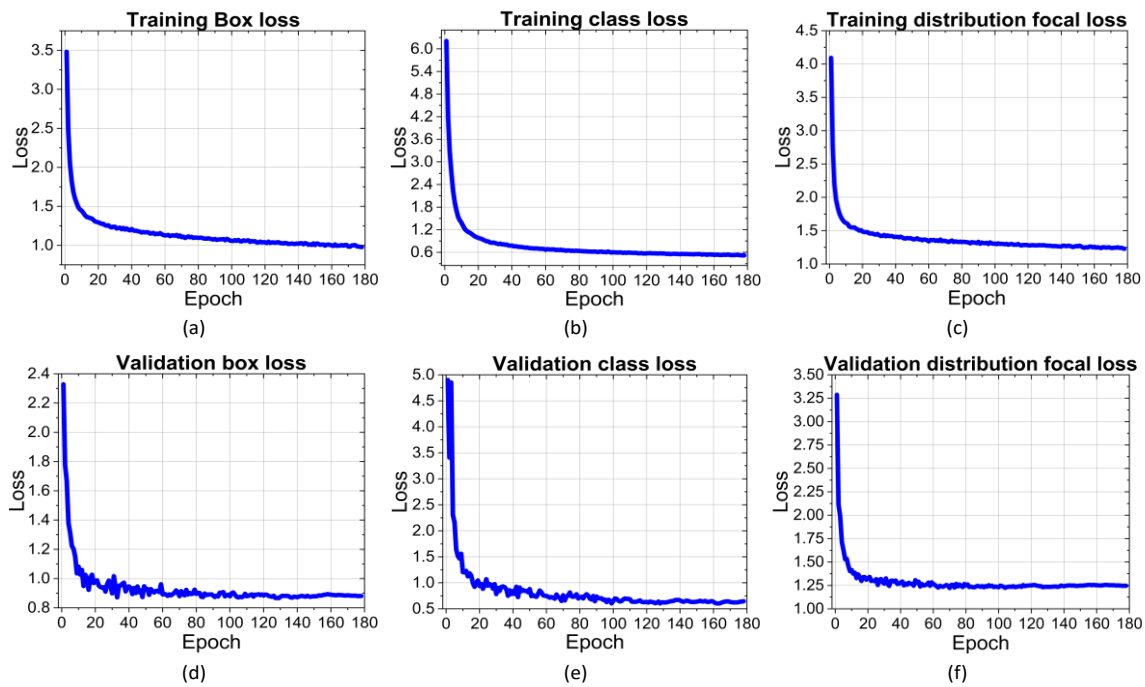 Training Box loss
3.5
3.0
2.5
2.0
1.5
1.0
Loss
0 20 40 60 80 100 120 140 160 180
Epoch
(a)
Training class loss
6.0
5.4
4.8
4.2
3.6
3.0
2.4
1.8
1.2
0.6
Loss
0 20 40 60 80 100 120 140 160 180
Epoch
(b)
Training distribution focal loss
4.5
4.0
3.5
3.0
2.5
2.0
1.5
1.0
Loss
0 20 40 60 80 100 120 140 160 180
Epoch
(c)
Validation box loss
2.4
2.2
2.0
1.8
1.6
1.4
1.2
1.0
0.8
Loss
0 20 40 60 80 100 120 140 160 180
Epoch
(d)
Validation class loss
5.0
4.5
4.0
3.5
3.0
2.5
2.0
1.5
1.0
0.5
Loss
0 20 40 60 80 100 120 140 160 180
Epoch
(e)
Validation distribution focal loss
3.50
3.25
3.00
2.75
2.50
2.25
2.00
1.75
1.50
1.25
1.00
Loss
0 20 40 60 80 100 120 140 160 180
Epoch
(f)